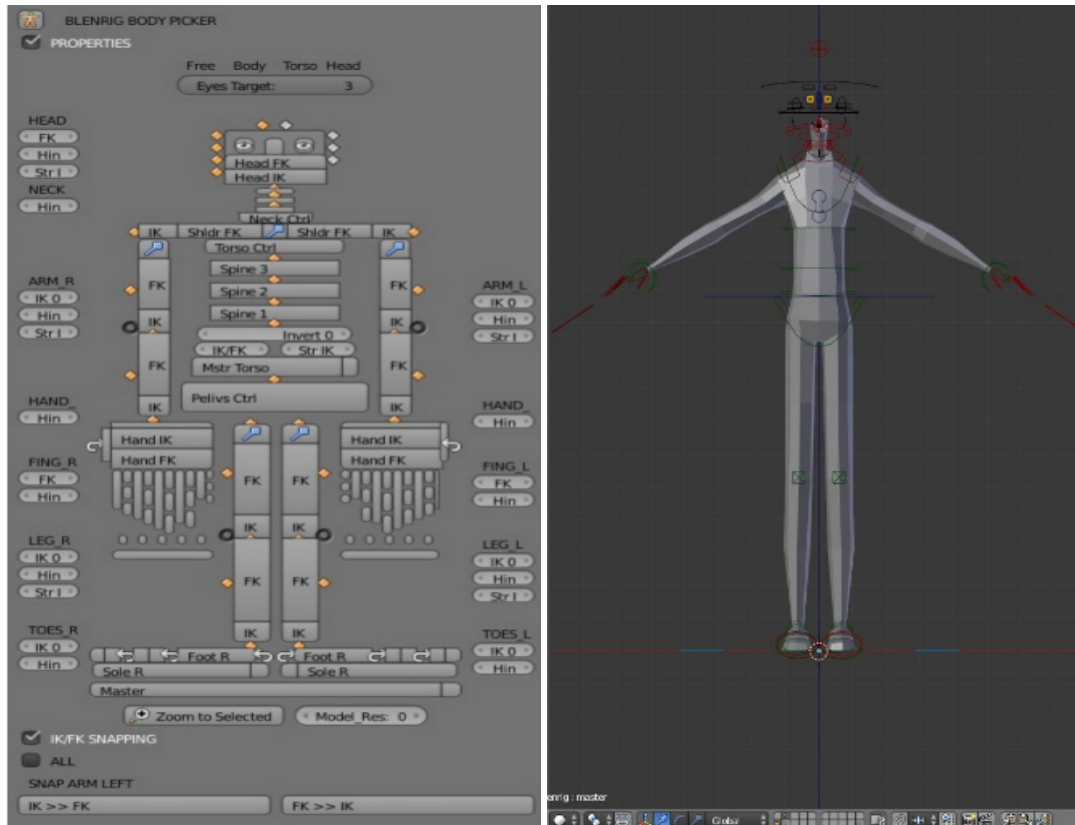 BLENRIG BODY PICKER
PROPERTIES
Free Body Torso Head
Eyes Target: 3
HEAD
FK
Hin
Str I
NECK
Hin
Head FK
Head IK
Neck Ctrl
IK Shldr FK Shldr FK IK
Torso Ctrl
Spine 3
Spine 2
Spine 1
Invert 0
IK/FK Str IK
Mstr Torso
Pelivs Ctrl
FK
IK
FK
IK
FK
IK
FK
IK
ARM_R
IK 0
Hin
Str I
ARM_L
IK 0
Hin
Str I
HAND_
Hin
HAND_
Hin
Hand IK
Hand FK
Hand IK
Hand FK
FING_R
FK
Hin
FING_L
FK
Hin
FK FK
IK IK
FK FK
IK IK
LEG_R
IK 0
Hin
Str I
LEG_L
IK 0
Hin
Str I
TOES_R
IK 0
Hin
TOES_L
IK 0
Hin
Foot R Foot R
Sole R Sole R
Master
Zoom to Selected Model_Res: 0
IK/FK SNAPPING
ALL
SNAP ARM LEFT
IK >> FK FK >> IK
enrig : master
Globa